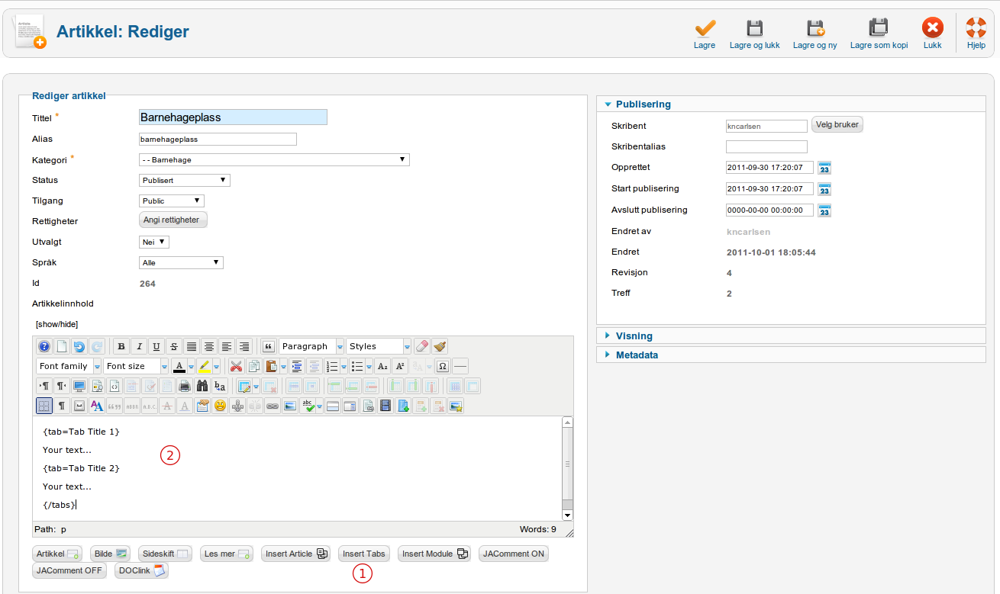 Artikkel: Rediger
Lagre
Lagre og lukk
Lagre og ny
Lagre som kopi
Lukk
Hjelp
Rediger artikkel
Tittel * Barnehageplass
Alias barnehageplass
Kategori * - - Barnehage
Status Publisert
Tilgang Public
Rettigheter Angi rettigheter
Utvalgt Nei
Språk Alle
Id 264
Artikkelinnhold
[show/hide]
Paragraph Styles
Font family Font size
{tab=Tab Title 1}
Your text...
2
{tab=Tab Title 2}
Your text...
{/tabs}
Path: p Words: 9
Artikkel Bilde Sideskift Les mer Insert Article Insert Tabs Insert Module JAComment ON
JAComment OFF DOClink
1
Publisering
Skribent kncarlsen Velg bruker
Skribentalias
Opprettet 2011-09-30 17:20:07 23
Start publisering 2011-09-30 17:20:07 23
Avslutt publisering 0000-00-00 00:00:00 23
Endret av kncarlsen
Endret 2011-10-01 18:05:44
Revisjon 4
Treff 2
Visning
Metadata